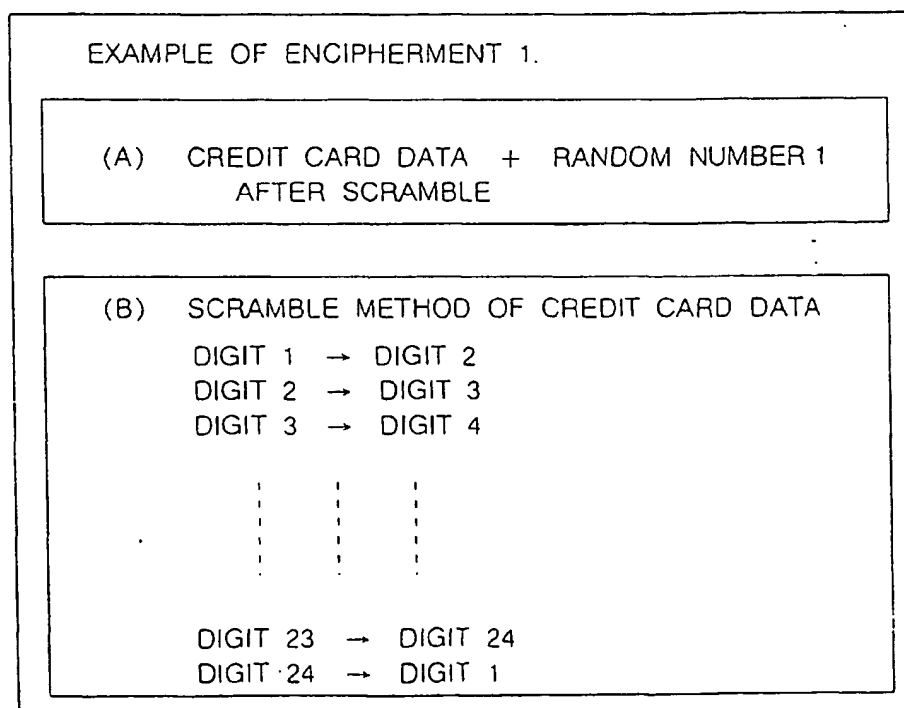 EXAMPLE OF ENCIPHERMENT 1.
(A) CREDIT CARD DATA + RANDOM NUMBER 1
AFTER SCRAMBLE
(B) SCRAMBLE METHOD OF CREDIT CARD DATA
DIGIT 1 → DIGIT 2
DIGIT 2 → DIGIT 3
DIGIT 3 → DIGIT 4
DIGIT 23 → DIGIT 24
DIGIT 24 → DIGIT 1